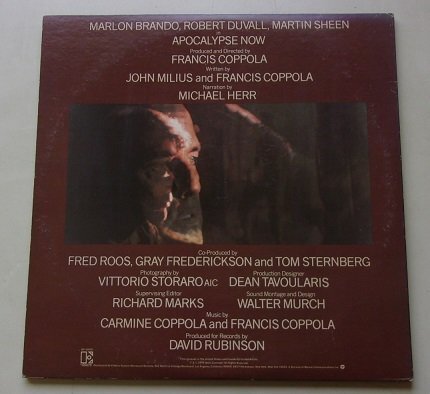 MARLON BRANDO, ROBERT DUVALL, MARTIN SHEEN
in
APOCALYPSE NOW
Produced and Directed by
FRANCIS COPPOLA
Written by
JOHN MILIUS and FRANCIS COPPOLA
Narration by
MICHAEL HERR
Co-Produced by
FRED ROOS, GRAY FREDERICKSON and TOM STERNBERG
Photography by
VITTORIO STORARO AIC
Production Designer
DEAN TAVOULARIS
Supervising Editor
RICHARD MARKS
Sound Montage and Design
WALTER MURCH
Music by
CARMINE COPPOLA and FRANCIS COPPOLA
Produced for Records by
DAVID RUBINSON